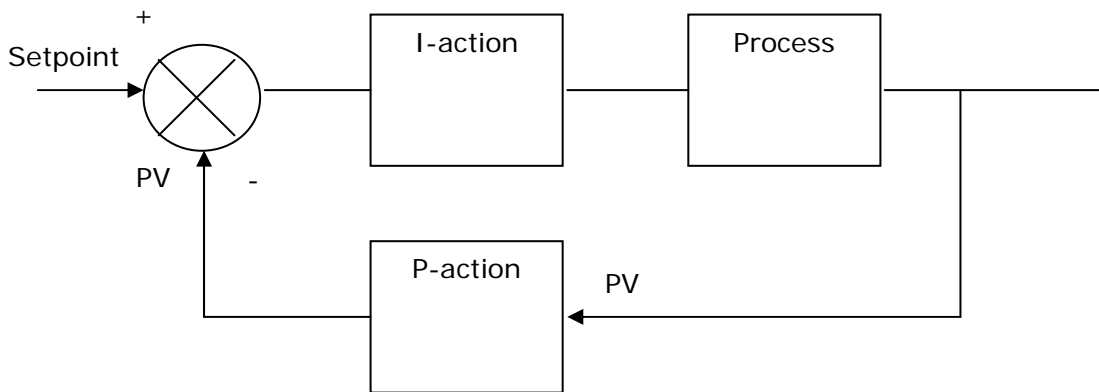 +
Setpoint
I-action
Process
PV
-
P-action
PV